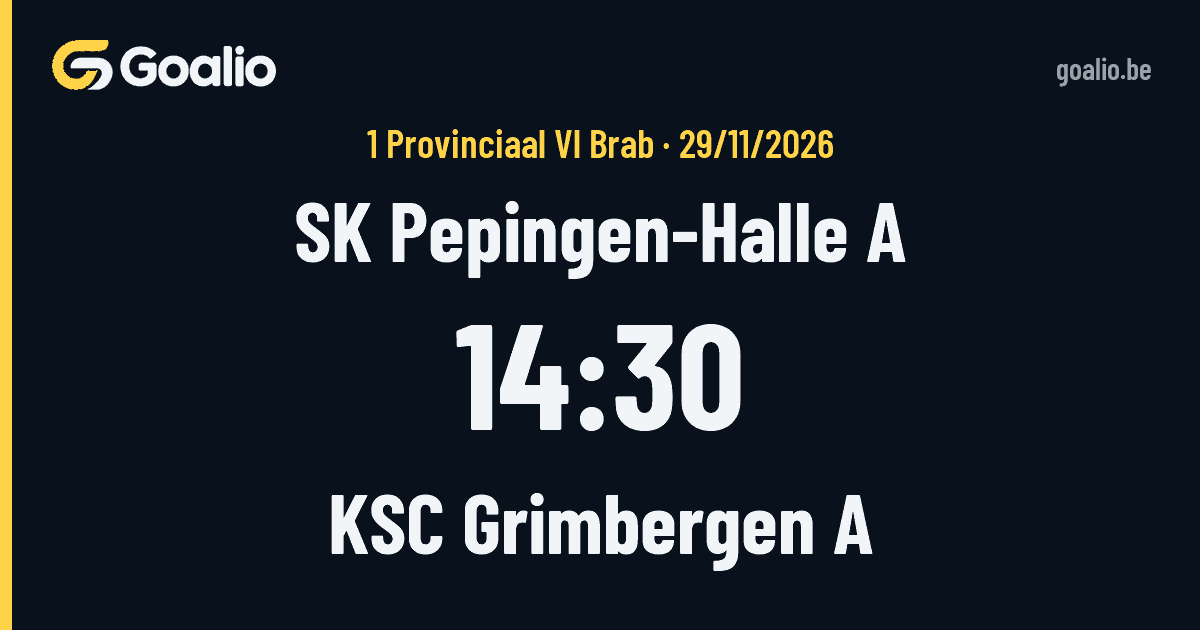 Goalio
goalio.be
1 Provinciaal Vl Brab · 29/11/2026
SK Pepingen-Halle A
14:30
KSC Grimbergen A